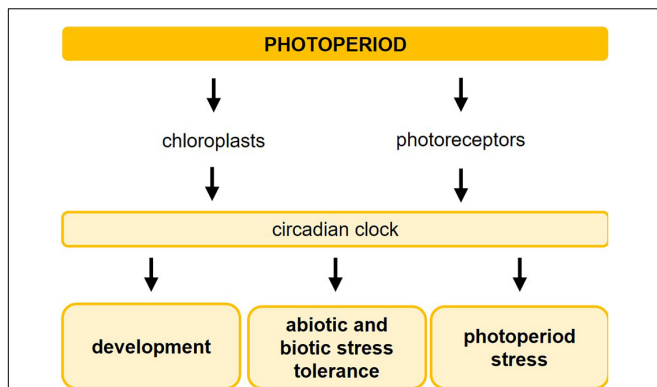 PHOTOPERIOD
chloroplasts
photoreceptors
circadian clock
development
abiotic and
biotic stress
tolerance
photoperiod
stress